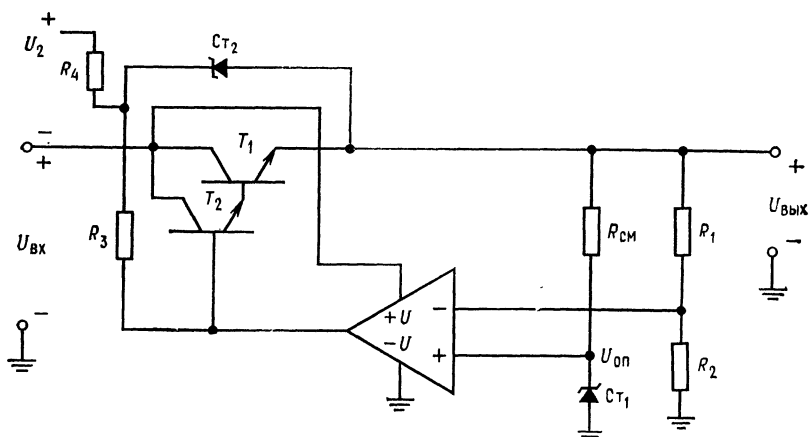 +
U₂
R₄
Ст₂
−
+
T₁
T₂
R₃
Uвх
−
Rсм
R₁
+
Uвых
−
+U −
−U +
Uоп
R₂
Ст₁